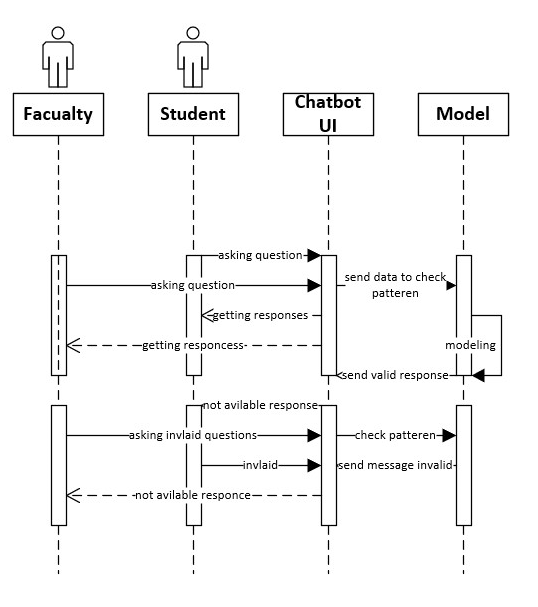 Facualty
Student
Chatbot
UI
Model
asking question
send data to check
patteren
asking question
getting responses
getting responcess
modeling
send valid response
not avilable response
asking invlaid questions
check patteren
invlaid
send message invalid
not avilable responce